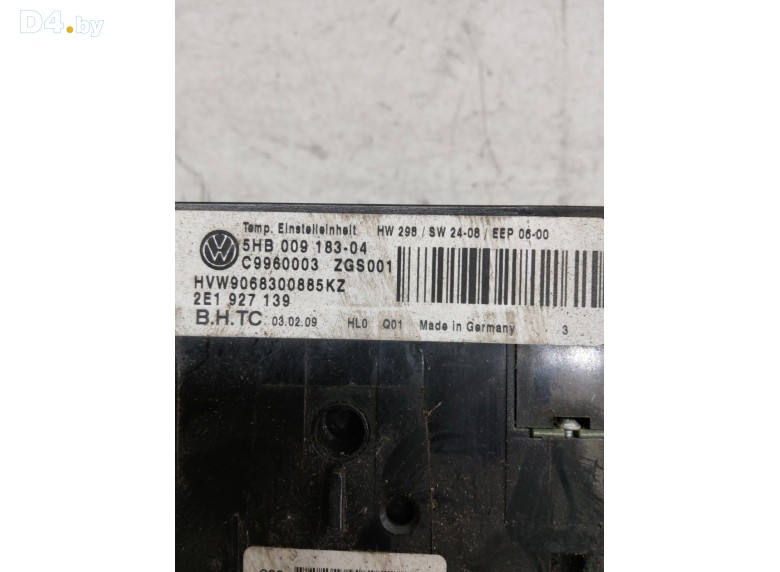 D4.by
Temp. Einstelleinheit HW 298 / SW 24-08 / EEP 06-00
5HB 009 183-04
C9960003 ZGS001
HVW9068300885KZ
2E1 927 139
B.H.TC 03.02.09 HL0 Q01 Made in Germany 3